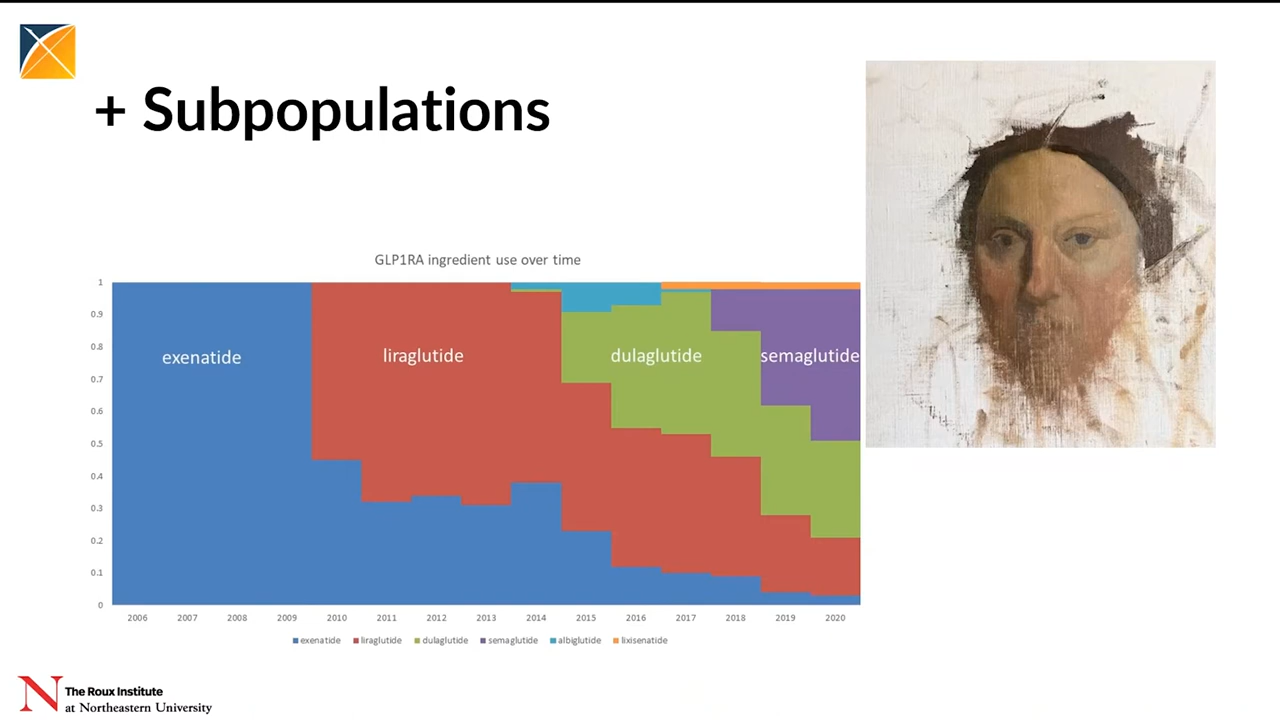 + Subpopulations
GLP1RA ingredient use over time
1
0.9
0.8
0.7
0.6
0.5
0.4
0.3
0.2
0.1
0
exenatide
liraglutide
dulaglutide
semaglutide
2006 2007 2008 2009 2010 2011 2012 2013 2014 2015 2016 2017 2018 2019 2020
exenatide liraglutide dulaglutide semaglutide albiglutide lixisenatide
N
The Roux Institute
at Northeastern University